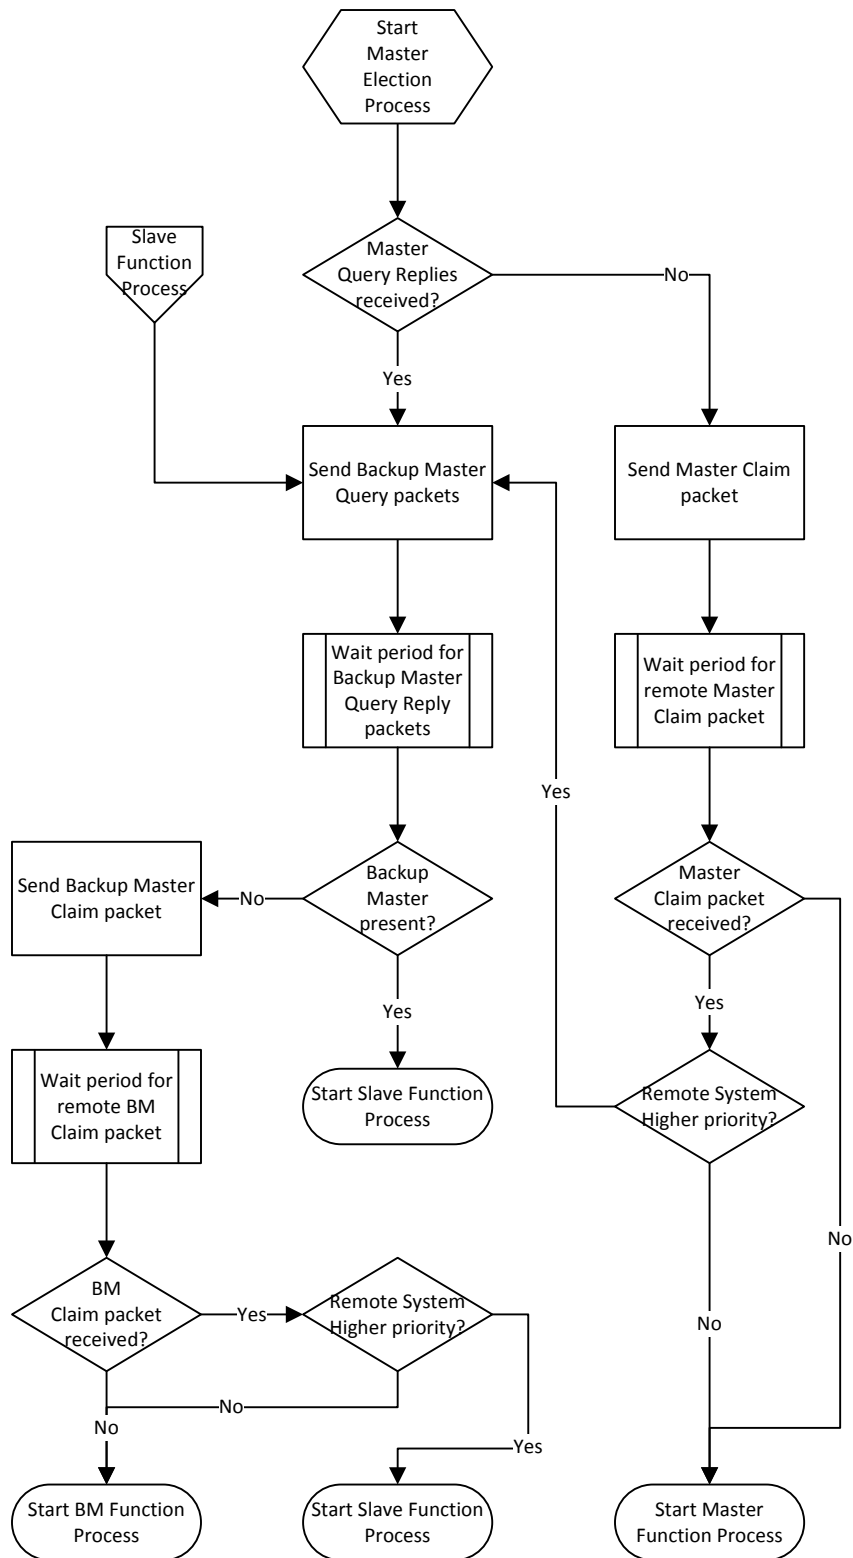 Start
Master
Election
Process
Slave
Function
Process
Master
Query Replies
received?
No
Yes
Send Backup Master
Query packets
Send Master Claim
packet
Wait period for
Backup Master
Query Reply
packets
Wait period for
remote Master
Claim packet
Yes
Send Backup Master
Claim packet
No
Backup
Master
present?
Master
Claim packet
received?
Yes
Yes
Wait period for
remote BM
Claim packet
Start Slave Function
Process
Remote System
Higher priority?
No
BM
Claim packet
received?
Yes
Remote System
Higher priority?
No
No
No
Yes
Start BM Function
Process
Start Slave Function
Process
Start Master
Function Process